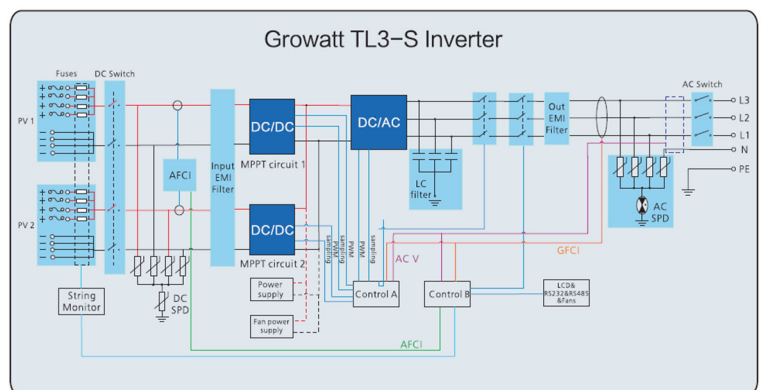 Growatt TL3-S Inverter
Fuses
DC Switch
AC Switch
PV 1
PV 2
+
+
+
+
−
−
−
−
+
+
+
+
−
−
−
−
AFCI
Input
EMI
Filter
DC/DC
MPPT circuit 1
DC/DC
MPPT circuit 2
DC/AC
LC
filter
Out
EMI
Filter
L3
L2
L1
N
PE
AC
SPD
DC
SPD
String
Monitor
Power
supply
Fan power
supply
sampling
PWM
sampling
PWM
PWM
sampling
AC V
GFCI
Control A
Control B
LCD&
RS232&RS485
&Fans
AFCI